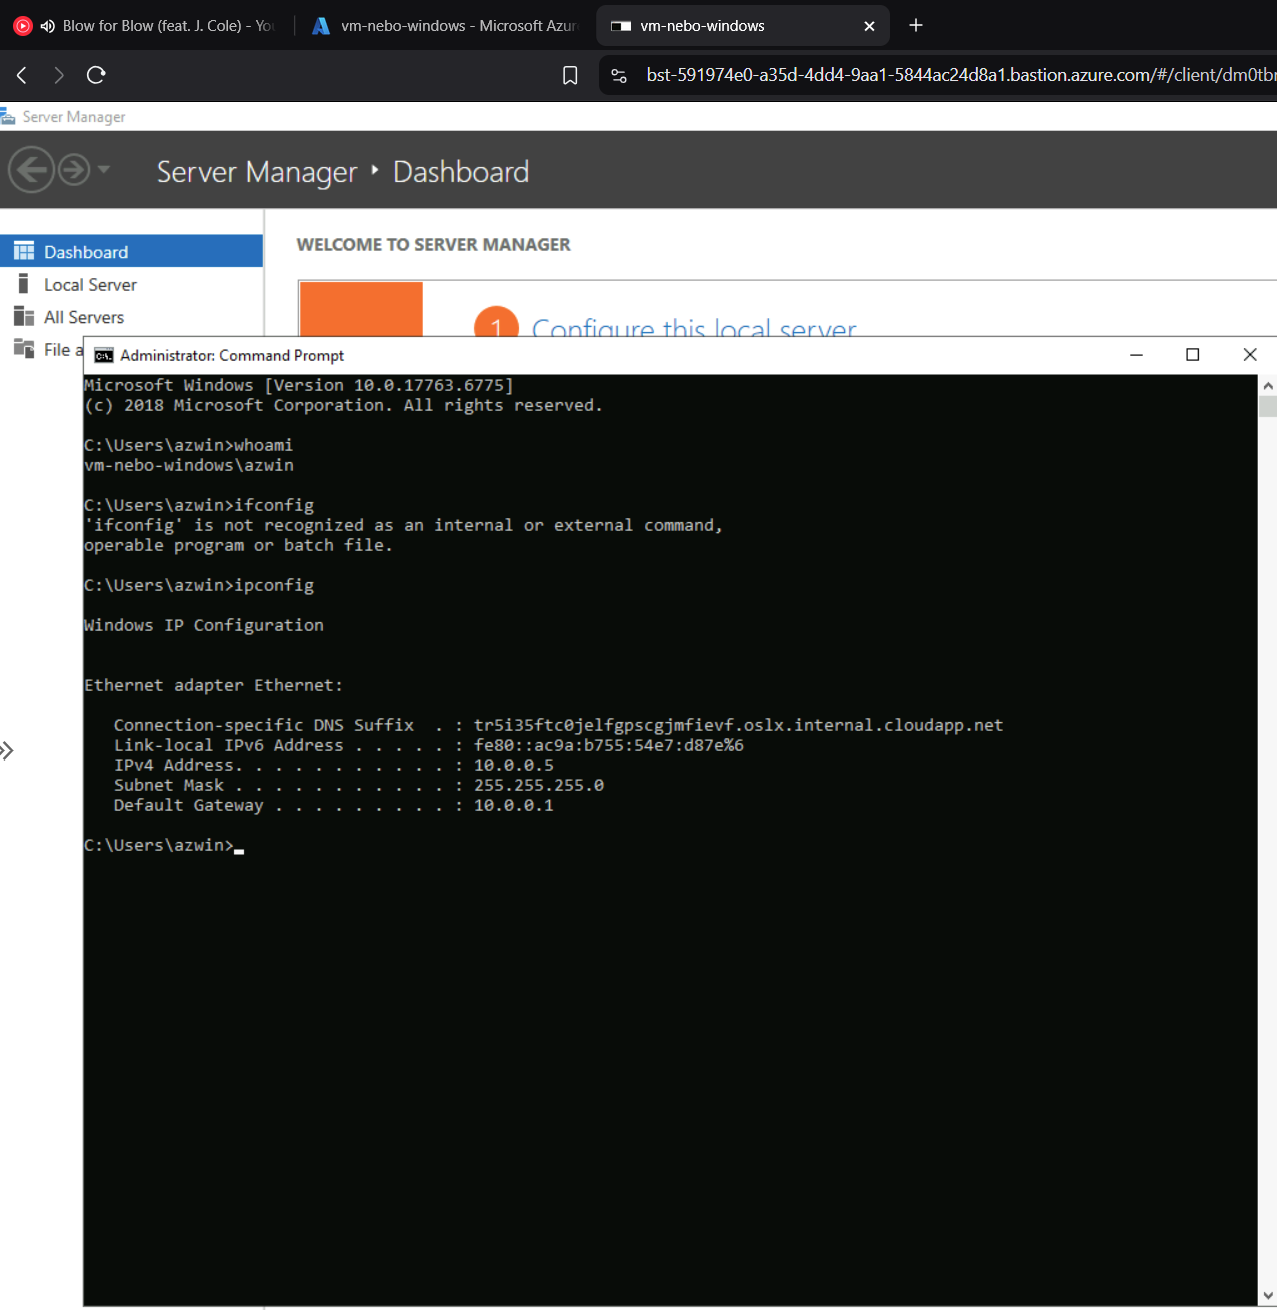 Blow for Blow (feat. J. Cole) - You
vm-nebo-windows - Microsoft Azur
vm-nebo-windows
bst-591974e0-a35d-4dd4-9aa1-5844ac24d8a1.bastion.azure.com/#/client/dm0tbr
Server Manager
Server Manager Dashboard
Dashboard
Local Server
All Servers
File a
WELCOME TO SERVER MANAGER
1 Configure this local server
Administrator: Command Prompt
Microsoft Windows [Version 10.0.17763.6775]
(c) 2018 Microsoft Corporation. All rights reserved.
C:\Users\azwin>whoami
vm-nebo-windows\azwin
C:\Users\azwin>ifconfig
'ifconfig' is not recognized as an internal or external command,
operable program or batch file.
C:\Users\azwin>ipconfig
Windows IP Configuration
Ethernet adapter Ethernet:
Connection-specific DNS Suffix  . : tr5i35ftc0jelfgpscgjmfievf.oslx.internal.cloudapp.net
Link-local IPv6 Address . . . . . : fe80::ac9a:b755:54e7:d87e%6
IPv4 Address. . . . . . . . . . . : 10.0.0.5
Subnet Mask . . . . . . . . . . . : 255.255.255.0
Default Gateway . . . . . . . . . : 10.0.0.1
C:\Users\azwin>